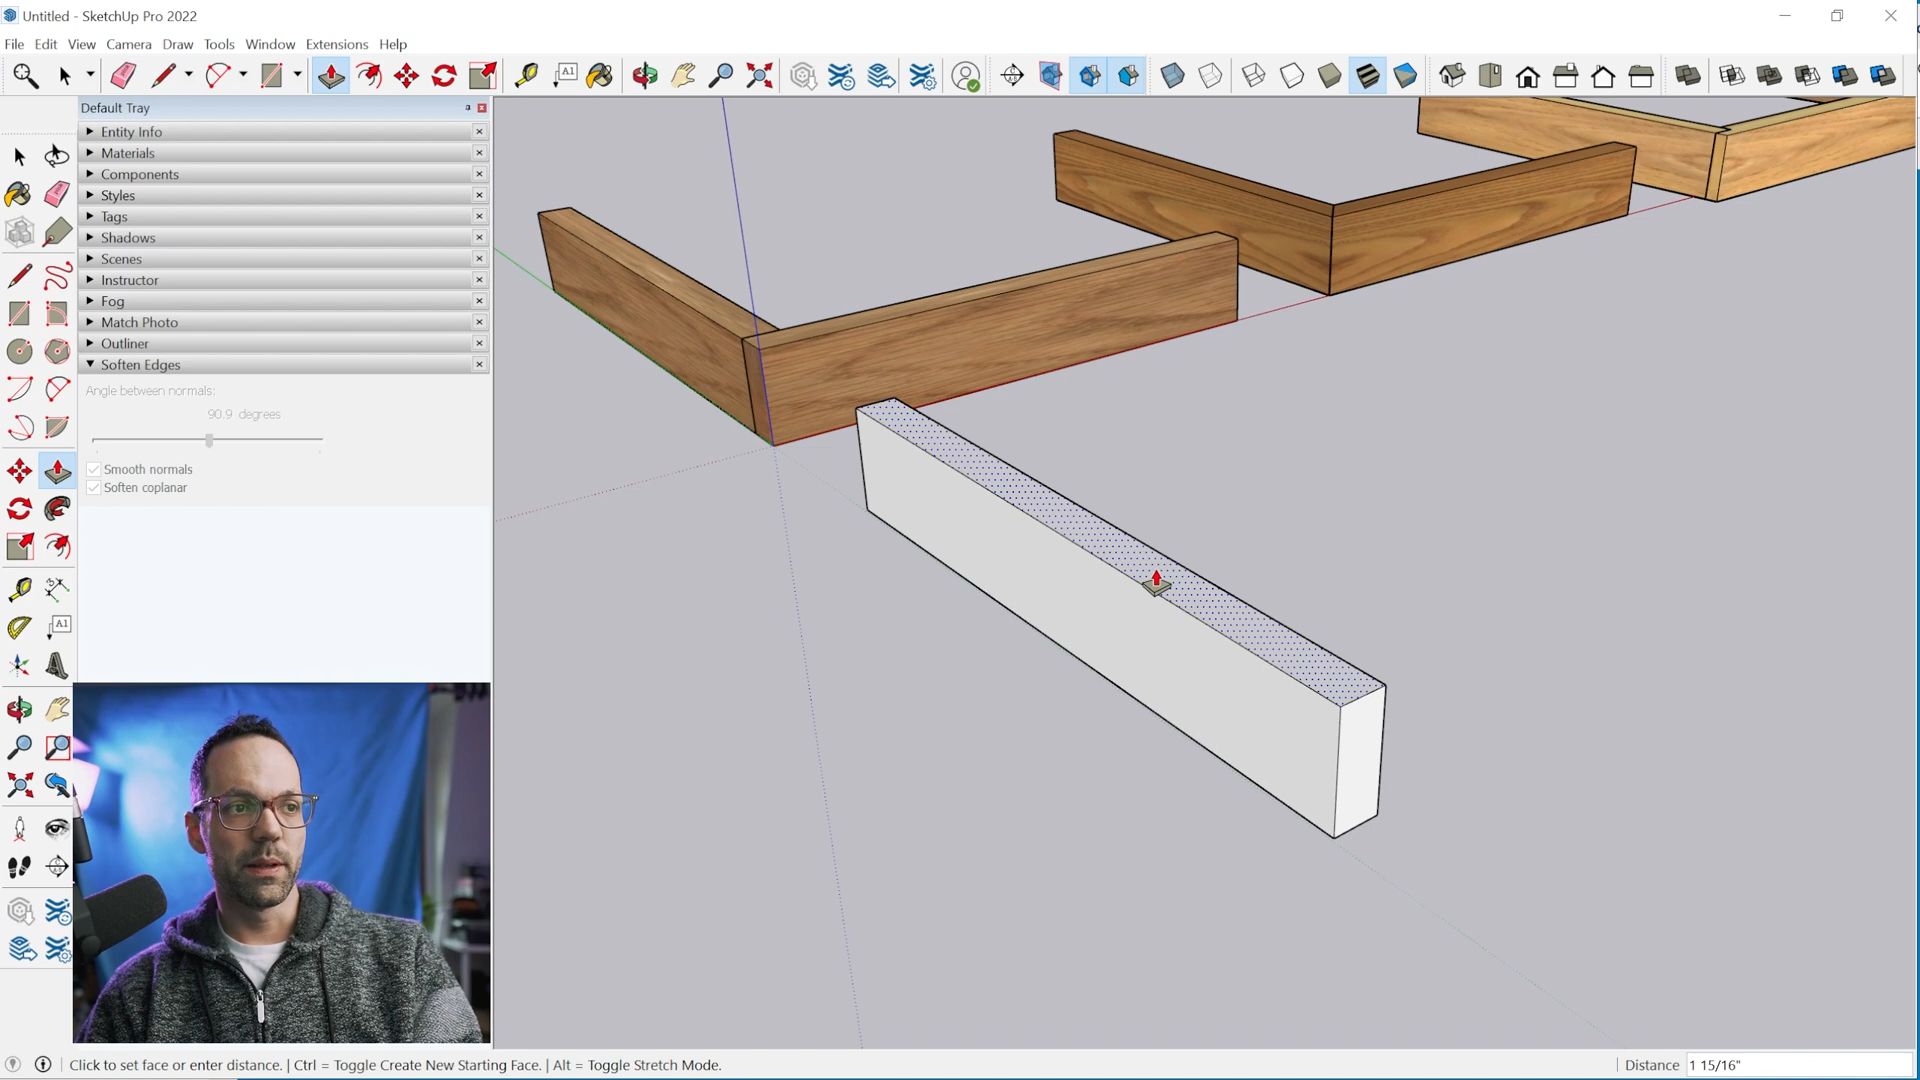 Untitled - SketchUp Pro 2022
File Edit View Camera Draw Tools Window Extensions Help
A1
Default Tray
Entity Info
Materials
Components
Styles
Tags
Shadows
Scenes
Instructor
Fog
Match Photo
Outliner
Soften Edges
Angle between normals:
90.9 degrees
Smooth normals
Soften coplanar
A1
Click to set face or enter distance. | Ctrl = Toggle Create New Starting Face. | Alt = Toggle Stretch Mode.
Distance 1 15/16"